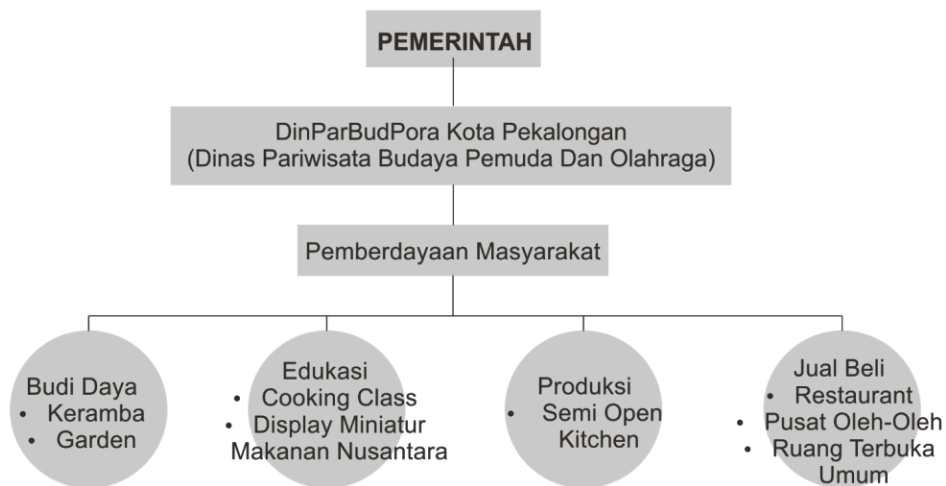 PEMERINTAH
DinParBudPora Kota Pekalongan
(Dinas Pariwisata Budaya Pemuda Dan Olahraga)
Pemberdayaan Masyarakat
Budi Daya
• Keramba
• Garden
Edukasi
• Cooking Class
• Display Miniatur
Makanan Nusantara
Produksi
• Semi Open
Kitchen
Jual Beli
• Restaurant
• Pusat Oleh-Oleh
• Ruang Terbuka
Umum